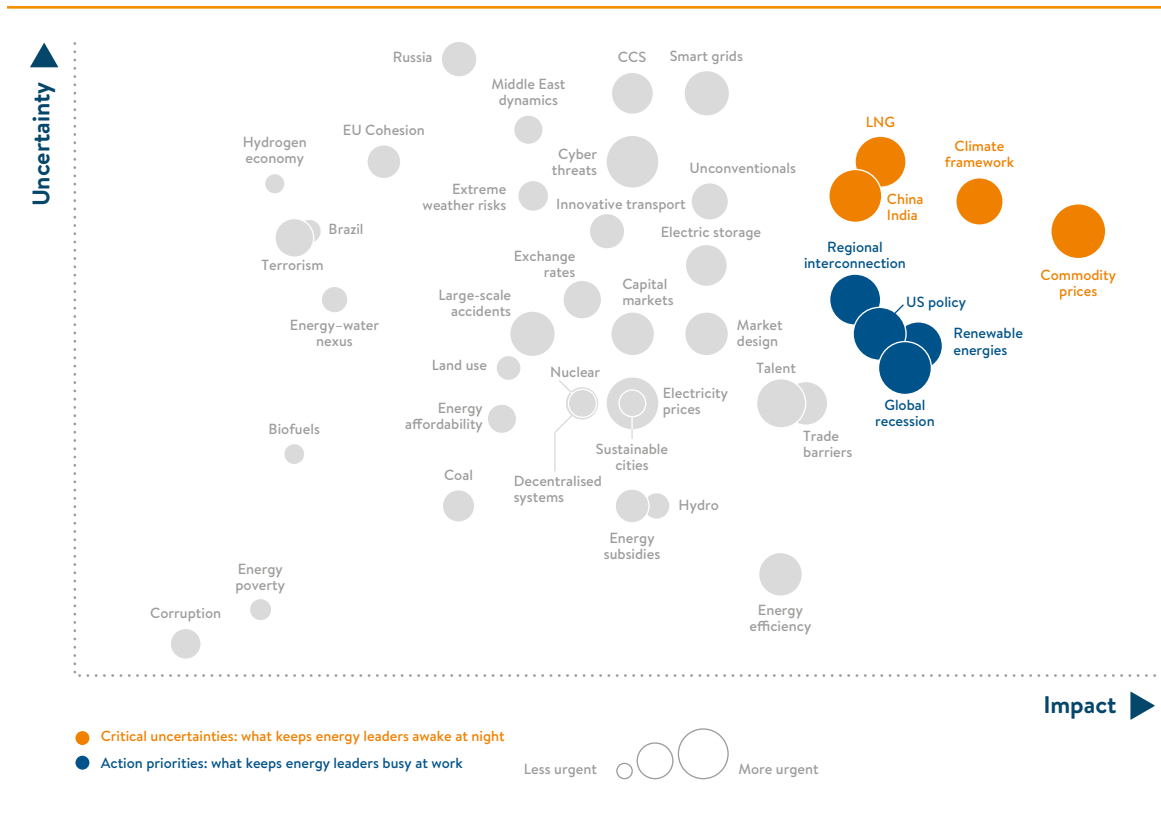 Uncertainty
Russia
CCS
Smart grids
Middle East
dynamics
LNG
EU Cohesion
Hydrogen
economy
Climate
framework
Cyber
threats
Unconventionals
Extreme
weather risks
Innovative transport
China
India
Brazil
Electric storage
Terrorism
Regional
interconnection
Exchange
rates
Commodity
prices
Capital
markets
Large-scale
accidents
US policy
Energy–water
nexus
Market
design
Renewable
energies
Land use
Nuclear
Talent
Electricity
prices
Global
recession
Energy
affordability
Biofuels
Trade
barriers
Sustainable
cities
Coal
Decentralised
systems
Hydro
Energy
subsidies
Energy
poverty
Corruption
Energy
efficiency
Impact
Critical uncertainties: what keeps energy leaders awake at night
Action priorities: what keeps energy leaders busy at work
Less urgent
More urgent